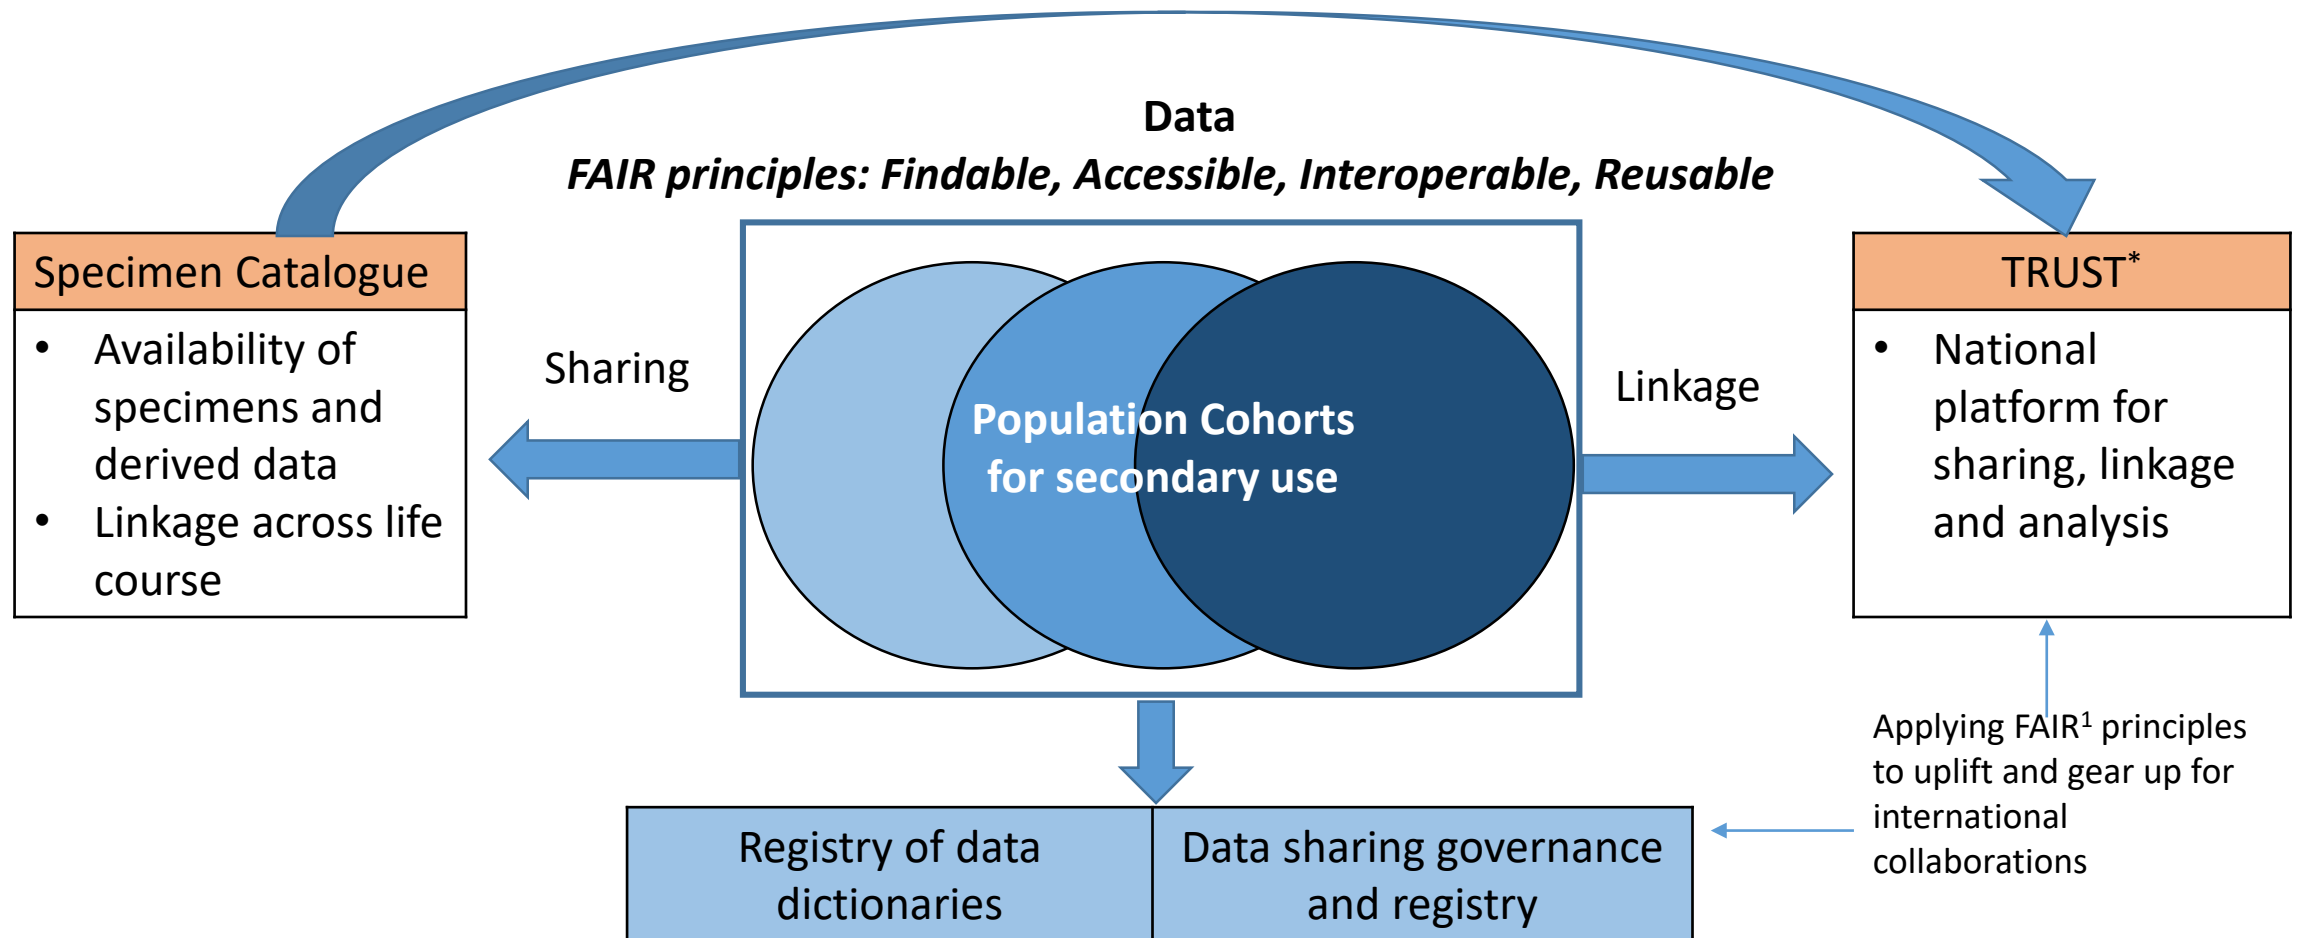 Data
FAIR principles: Findable, Accessible, Interoperable, Reusable
Specimen Catalogue
• Availability of
specimens and
derived data
• Linkage across life
course
Sharing
Population Cohorts
for secondary use
Linkage
TRUST*
• National
platform for
sharing, linkage
and analysis
Applying FAIR¹ principles
to uplift and gear up for
international
collaborations
Registry of data
dictionaries
Data sharing governance
and registry